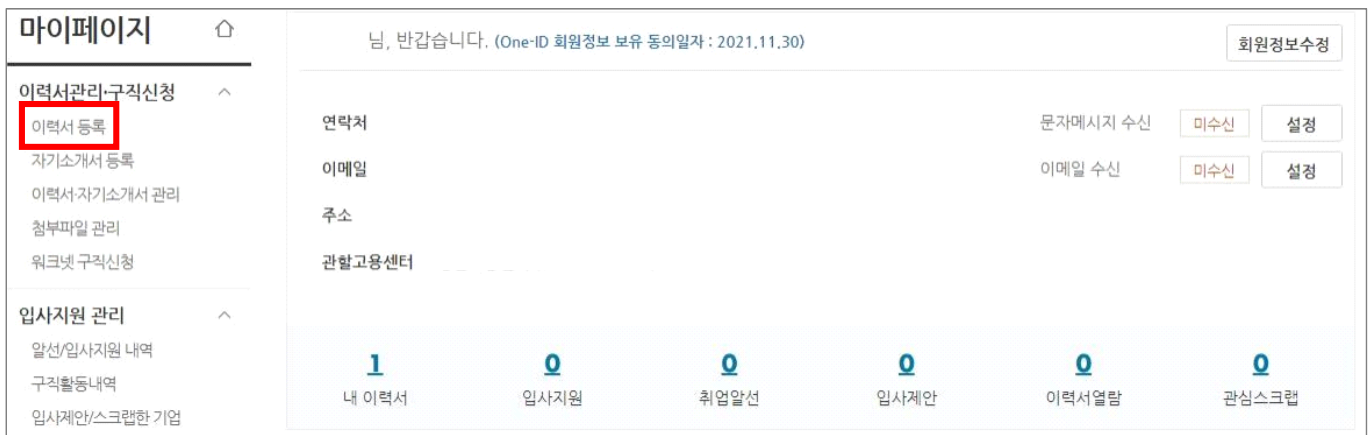 마이페이지
이력서관리·구직신청
이력서 등록
자기소개서 등록
이력서·자기소개서 관리
첨부파일 관리
워크넷 구직신청
입사지원 관리
알선/입사지원 내역
구직활동내역
입사제안/스크랩한 기업
님, 반갑습니다. (One-ID 회원정보 보유 동의일자 : 2021.11.30)
회원정보수정
연락처
문자메시지 수신 미수신 설정
이메일
이메일 수신 미수신 설정
주소
관할고용센터
1 0 0 0 0 0
내 이력서 입사지원 취업알선 입사제안 이력서열람 관심스크랩